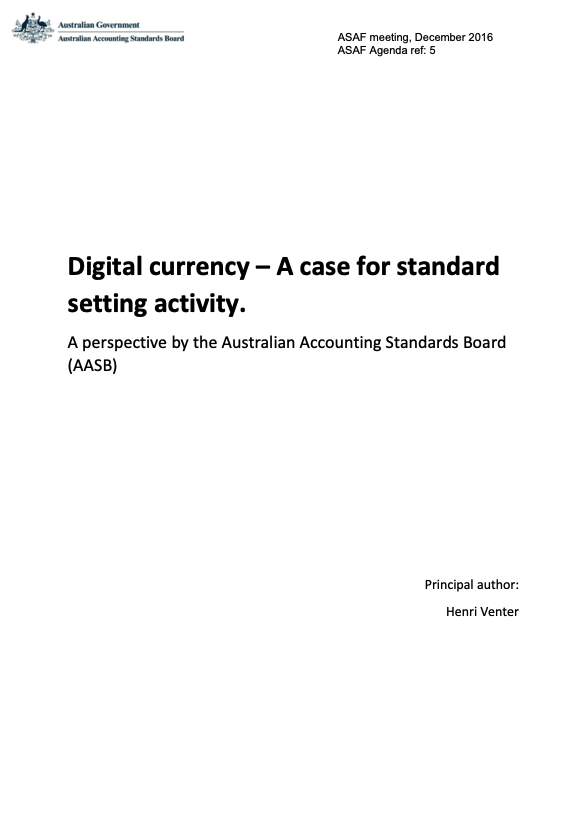 Australian Government
Australian Accounting Standards Board
ASAF meeting, December 2016
ASAF Agenda ref: 5
Digital currency – A case for standard
setting activity.
A perspective by the Australian Accounting Standards Board
(AASB)
Principal author:
Henri Venter